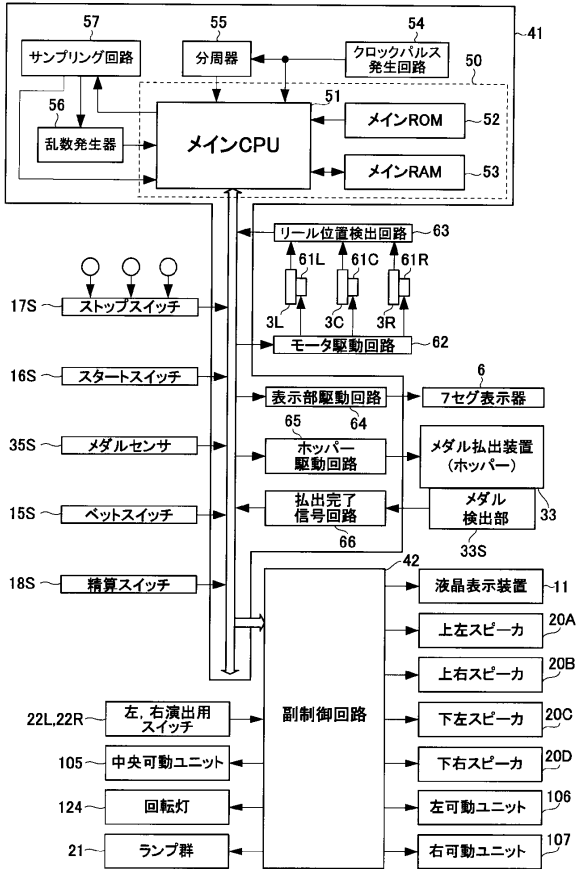 57
サンプリング回路
55
分周器
54
クロックパルス
発生回路
41
50
56
乱数発生器
51
メインCPU
メインROM
52
メインRAM
53
リール位置検出回路
63
61L
61C
61R
3L
3C
3R
17S
ストップスイッチ
モータ駆動回路
62
16S
スタートスイッチ
表示部駆動回路
64
6
7セグ表示器
35S
メダルセンサ
65
ホッパー
駆動回路
メダル払出装置
(ホッパー)
33
15S
ベットスイッチ
払出完了
信号回路
66
メダル
検出部
33S
18S
精算スイッチ
42
副制御回路
液晶表示装置
11
上左スピーカ
20A
上右スピーカ
20B
22L,22R
左,右演出用
スイッチ
下左スピーカ
20C
105
中央可動ユニット
下右スピーカ
20D
124
回転灯
左可動ユニット
106
21
ランプ群
右可動ユニット
107